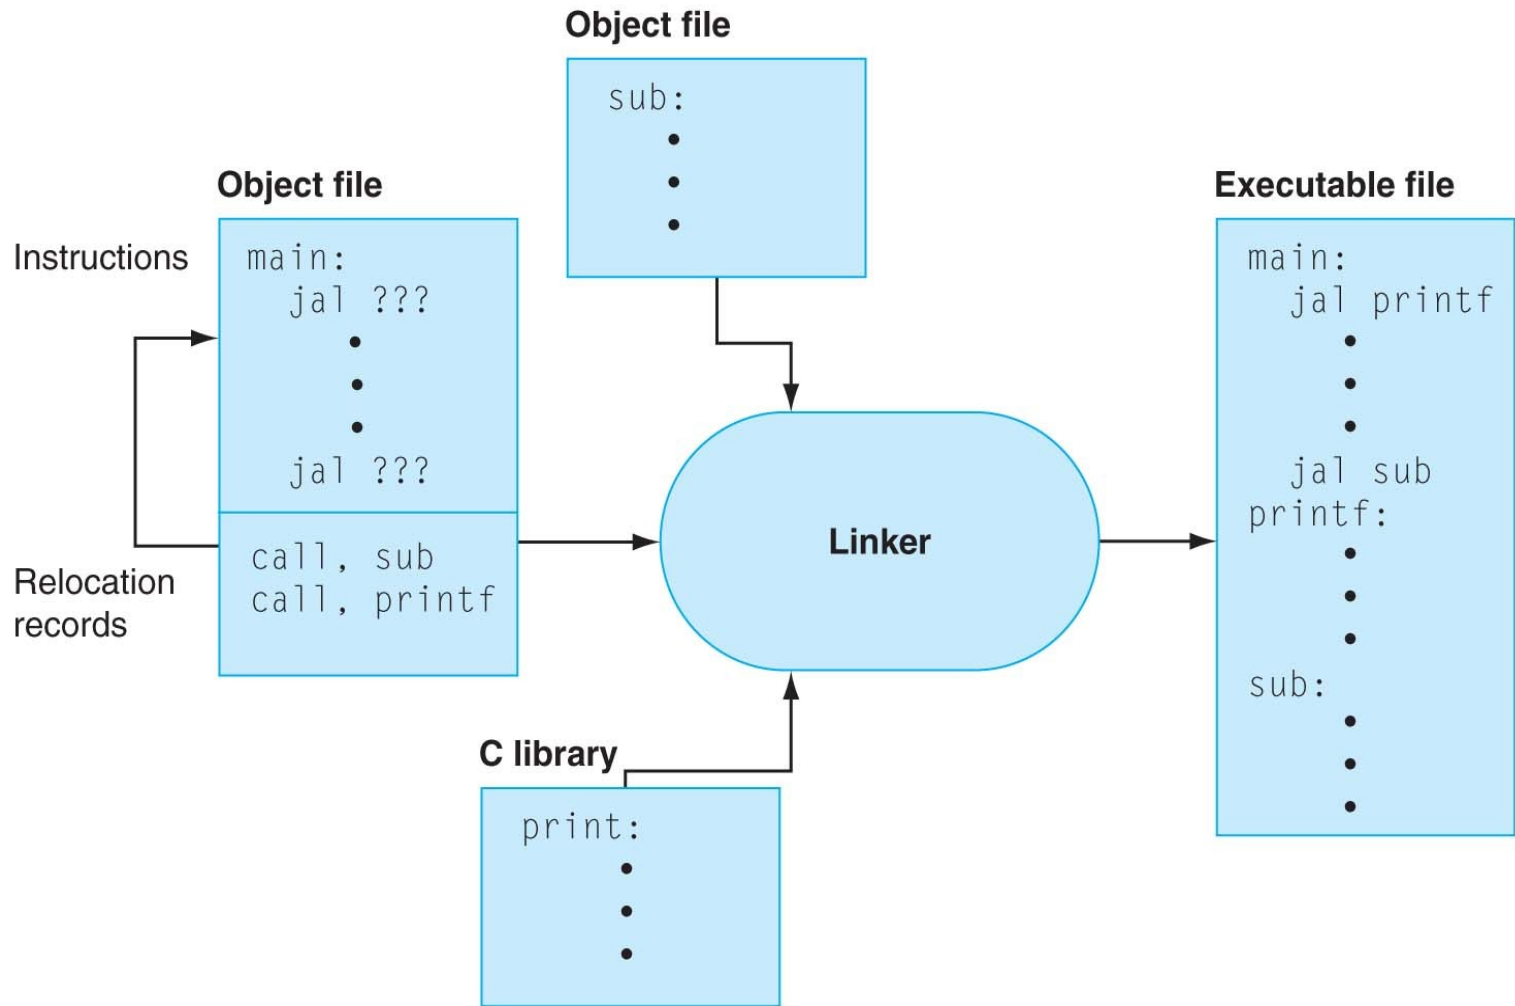 Object file
sub:
Object file
Instructions
main:
jal ???
jal ???
Relocation
records
call, sub
call, printf
Linker
C library
print:
Executable file
main:
jal printf
jal sub
printf:
sub: